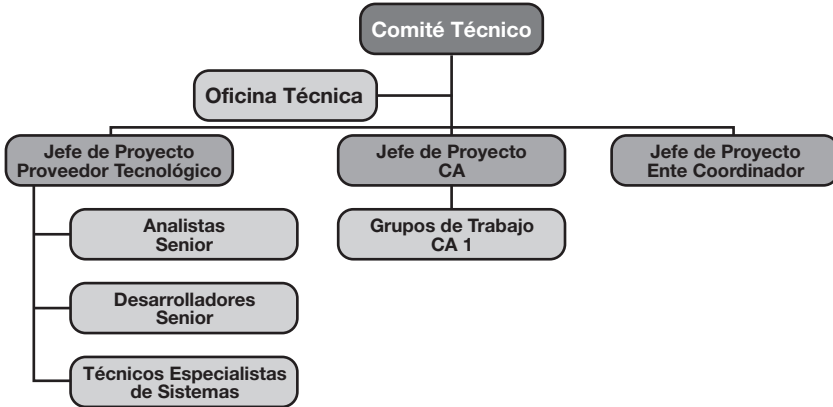 Comité Técnico
Oficina Técnica
Jefe de Proyecto
Proveedor Tecnológico
Jefe de Proyecto
CA
Jefe de Proyecto
Ente Coordinador
Analistas
Senior
Grupos de Trabajo
CA 1
Desarrolladores
Senior
Técnicos Especialistas
de Sistemas